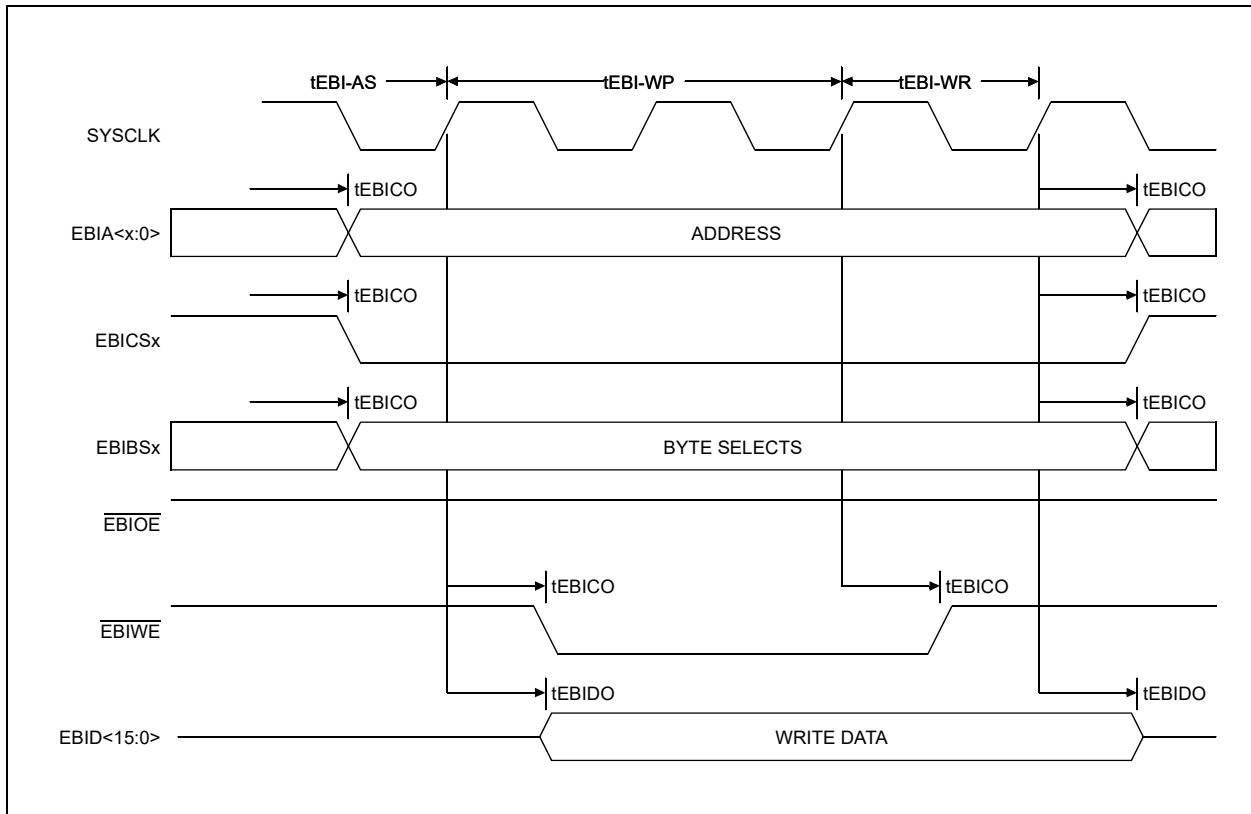 tEBI-AS tEBI-WP tEBI-WR
SYSCLK
tEBICO tEBICO
EBIA<x:0> ADDRESS
tEBICO tEBICO
EBICSx
tEBICO tEBICO
EBIBSx BYTE SELECTS
EBIOE
tEBICO tEBICO
EBIWE
tEBIDO tEBIDO
EBID<15:0> WRITE DATA